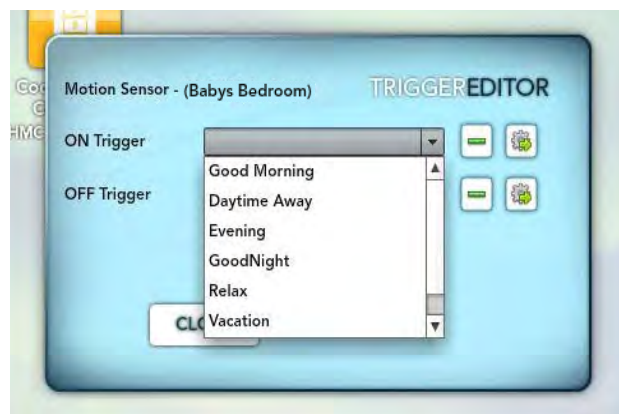 Motion Sensor - (Babys Bedroom)
TRIGGEREDITOR
ON Trigger
Good Morning
OFF Trigger
Daytime Away
Evening
GoodNight
Relax
Vacation